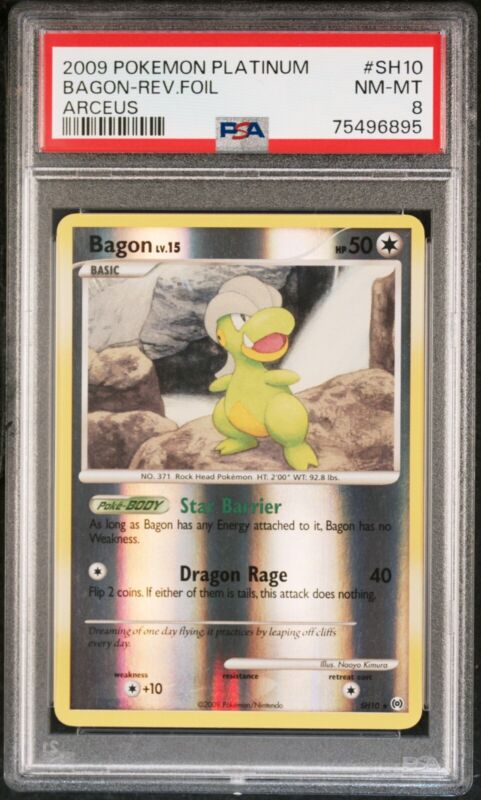 2009 POKEMON PLATINUM #SH10
BAGON-REV.FOIL NM-MT
ARCEUS 8
PSA 75496895
Bagon LV.15 HP 50
BASIC
NO. 371 Rock Head Pokémon HT: 2'00" WT: 92.8 lbs.
Poké-BODY Star Barrier
As long as Bagon has any Energy attached to it, Bagon has no
Weakness.
Dragon Rage 40
Flip 2 coins. If either of them is tails, this attack does nothing.
Dreaming of one day flying, it practices by leaping off cliffs
every day.
Illus. Naoyo Kimura
weakness resistance retreat cost
+10
©2009 Pokémon/Nintendo SH10
PSA